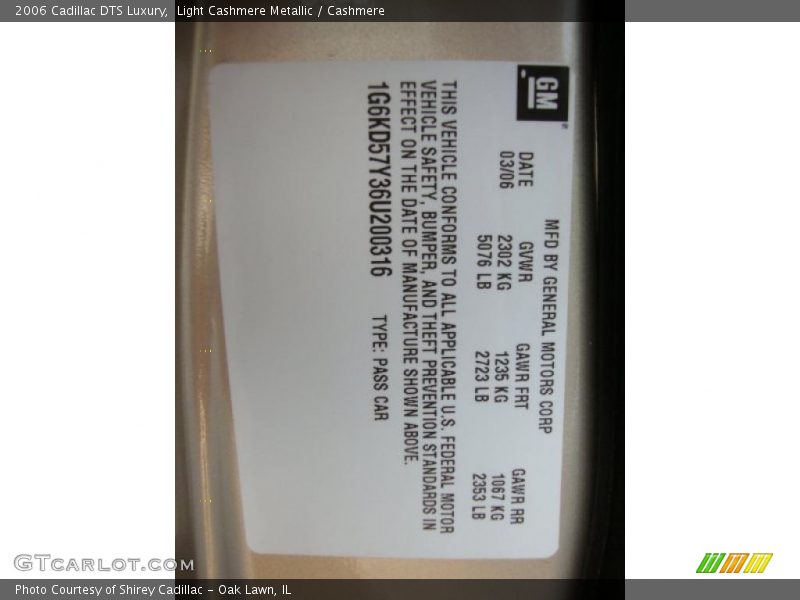 2006 Cadillac DTS Luxury, Light Cashmere Metallic / Cashmere
GM
MFD BY GENERAL MOTORS CORP
DATE GVWR GAWR FRT GAWR RR
03/06 2302 KG 1235 KG 1067 KG
5076 LB 2723 LB 2353 LB
THIS VEHICLE CONFORMS TO ALL APPLICABLE U.S. FEDERAL MOTOR
VEHICLE SAFETY, BUMPER, AND THEFT PREVENTION STANDARDS IN
EFFECT ON THE DATE OF MANUFACTURE SHOWN ABOVE.
1G6KD57Y36U200316 TYPE: PASS CAR
GTCARLOT.COM
Photo Courtesy of Shirey Cadillac - Oak Lawn, IL